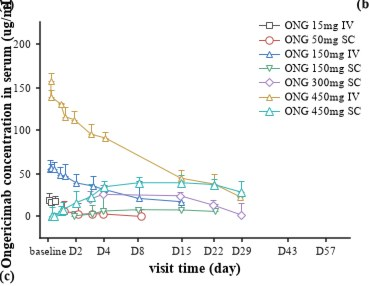 (b)
Ongericimab concentration in serum (ug/ml)
200
150
100
50
0
ONG 15mg IV
ONG 50mg SC
ONG 150mg IV
ONG 150mg SC
ONG 300mg SC
ONG 450mg IV
ONG 450mg SC
baseline D2 D4 D8 D15 D22 D29 D43 D57
visit time (day)
(c)